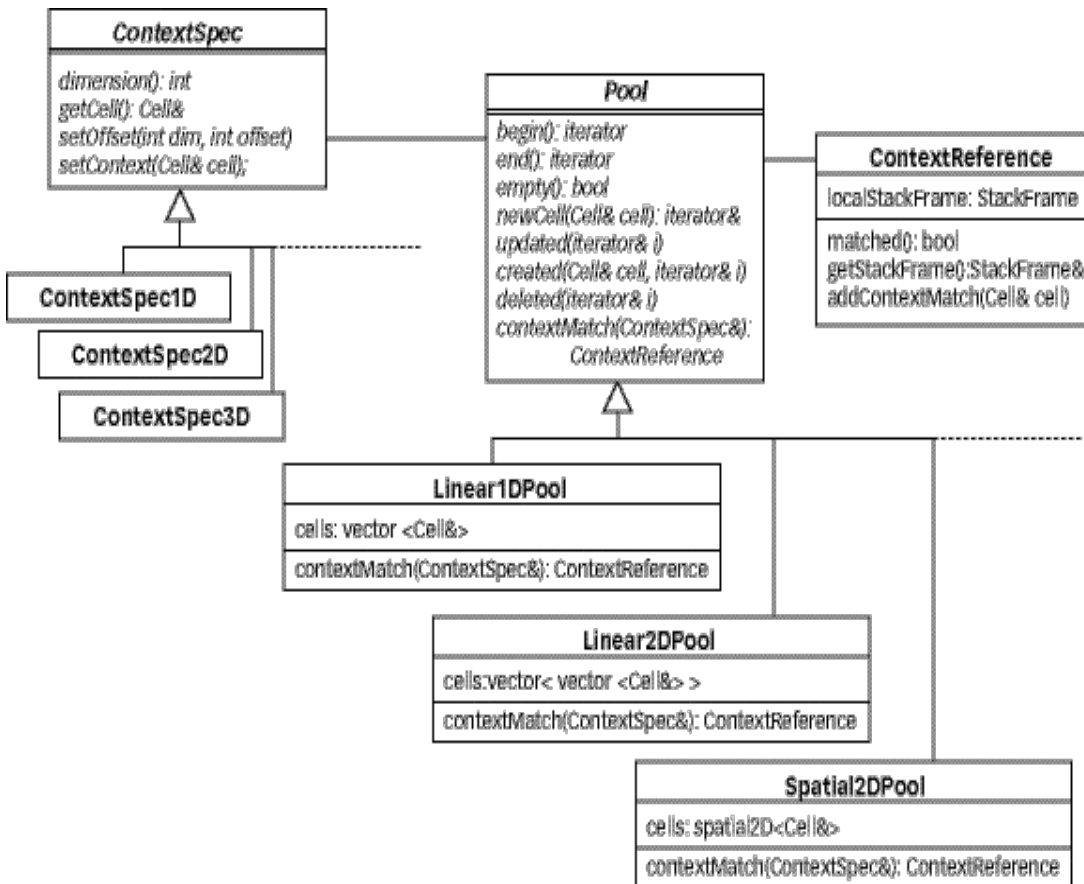 ContextSpec
dimension(): int
getCell(): Cell&
setOffset(int dim, int offset)
setContext(Cell& cell);
ContextSpec1D
ContextSpec2D
ContextSpec3D
Pool
begin(): iterator
end(): iterator
empty(): bool
newCell(Cell& cell): iterator&
updated(iterator& i)
created(Cell& cell, iterator& i)
deleted(iterator& i)
contextMatch(ContextSpec&):
ContextReference
ContextReference
localStackFrame: StackFrame
matched(): bool
getStackFrame():StackFrame&
addContextMatch(Cell& cell)
Linear1DPool
cells: vector <Cell&>
contextMatch(ContextSpec&): ContextReference
Linear2DPool
cells:vector< vector <Cell&> >
contextMatch(ContextSpec&): ContextReference
Spatial2DPool
cells: spatial2D<Cell&>
contextMatch(ContextSpec&): ContextReference